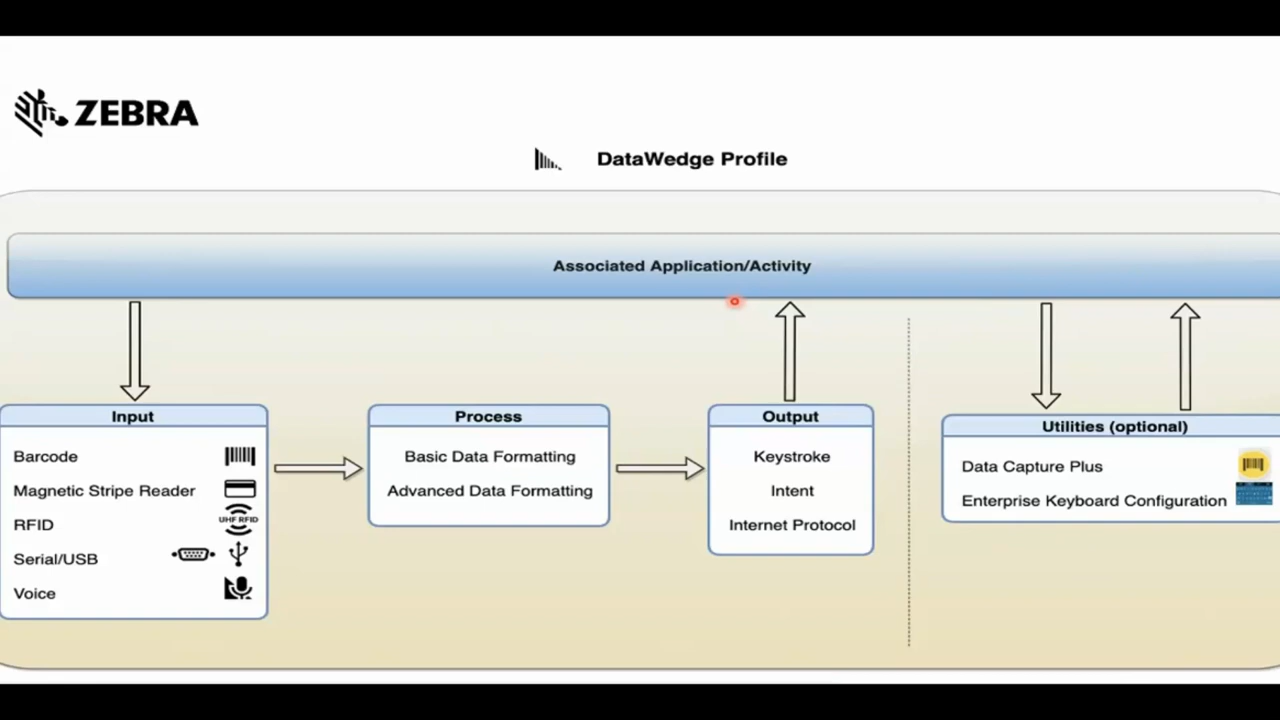 ZEBRA
DataWedge Profile
Associated Application/Activity
Input
Barcode
Magnetic Stripe Reader
RFID
UHF RFID
Serial/USB
Voice
Process
Basic Data Formatting
Advanced Data Formatting
Output
Keystroke
Intent
Internet Protocol
Utilities (optional)
Data Capture Plus
Enterprise Keyboard Configuration